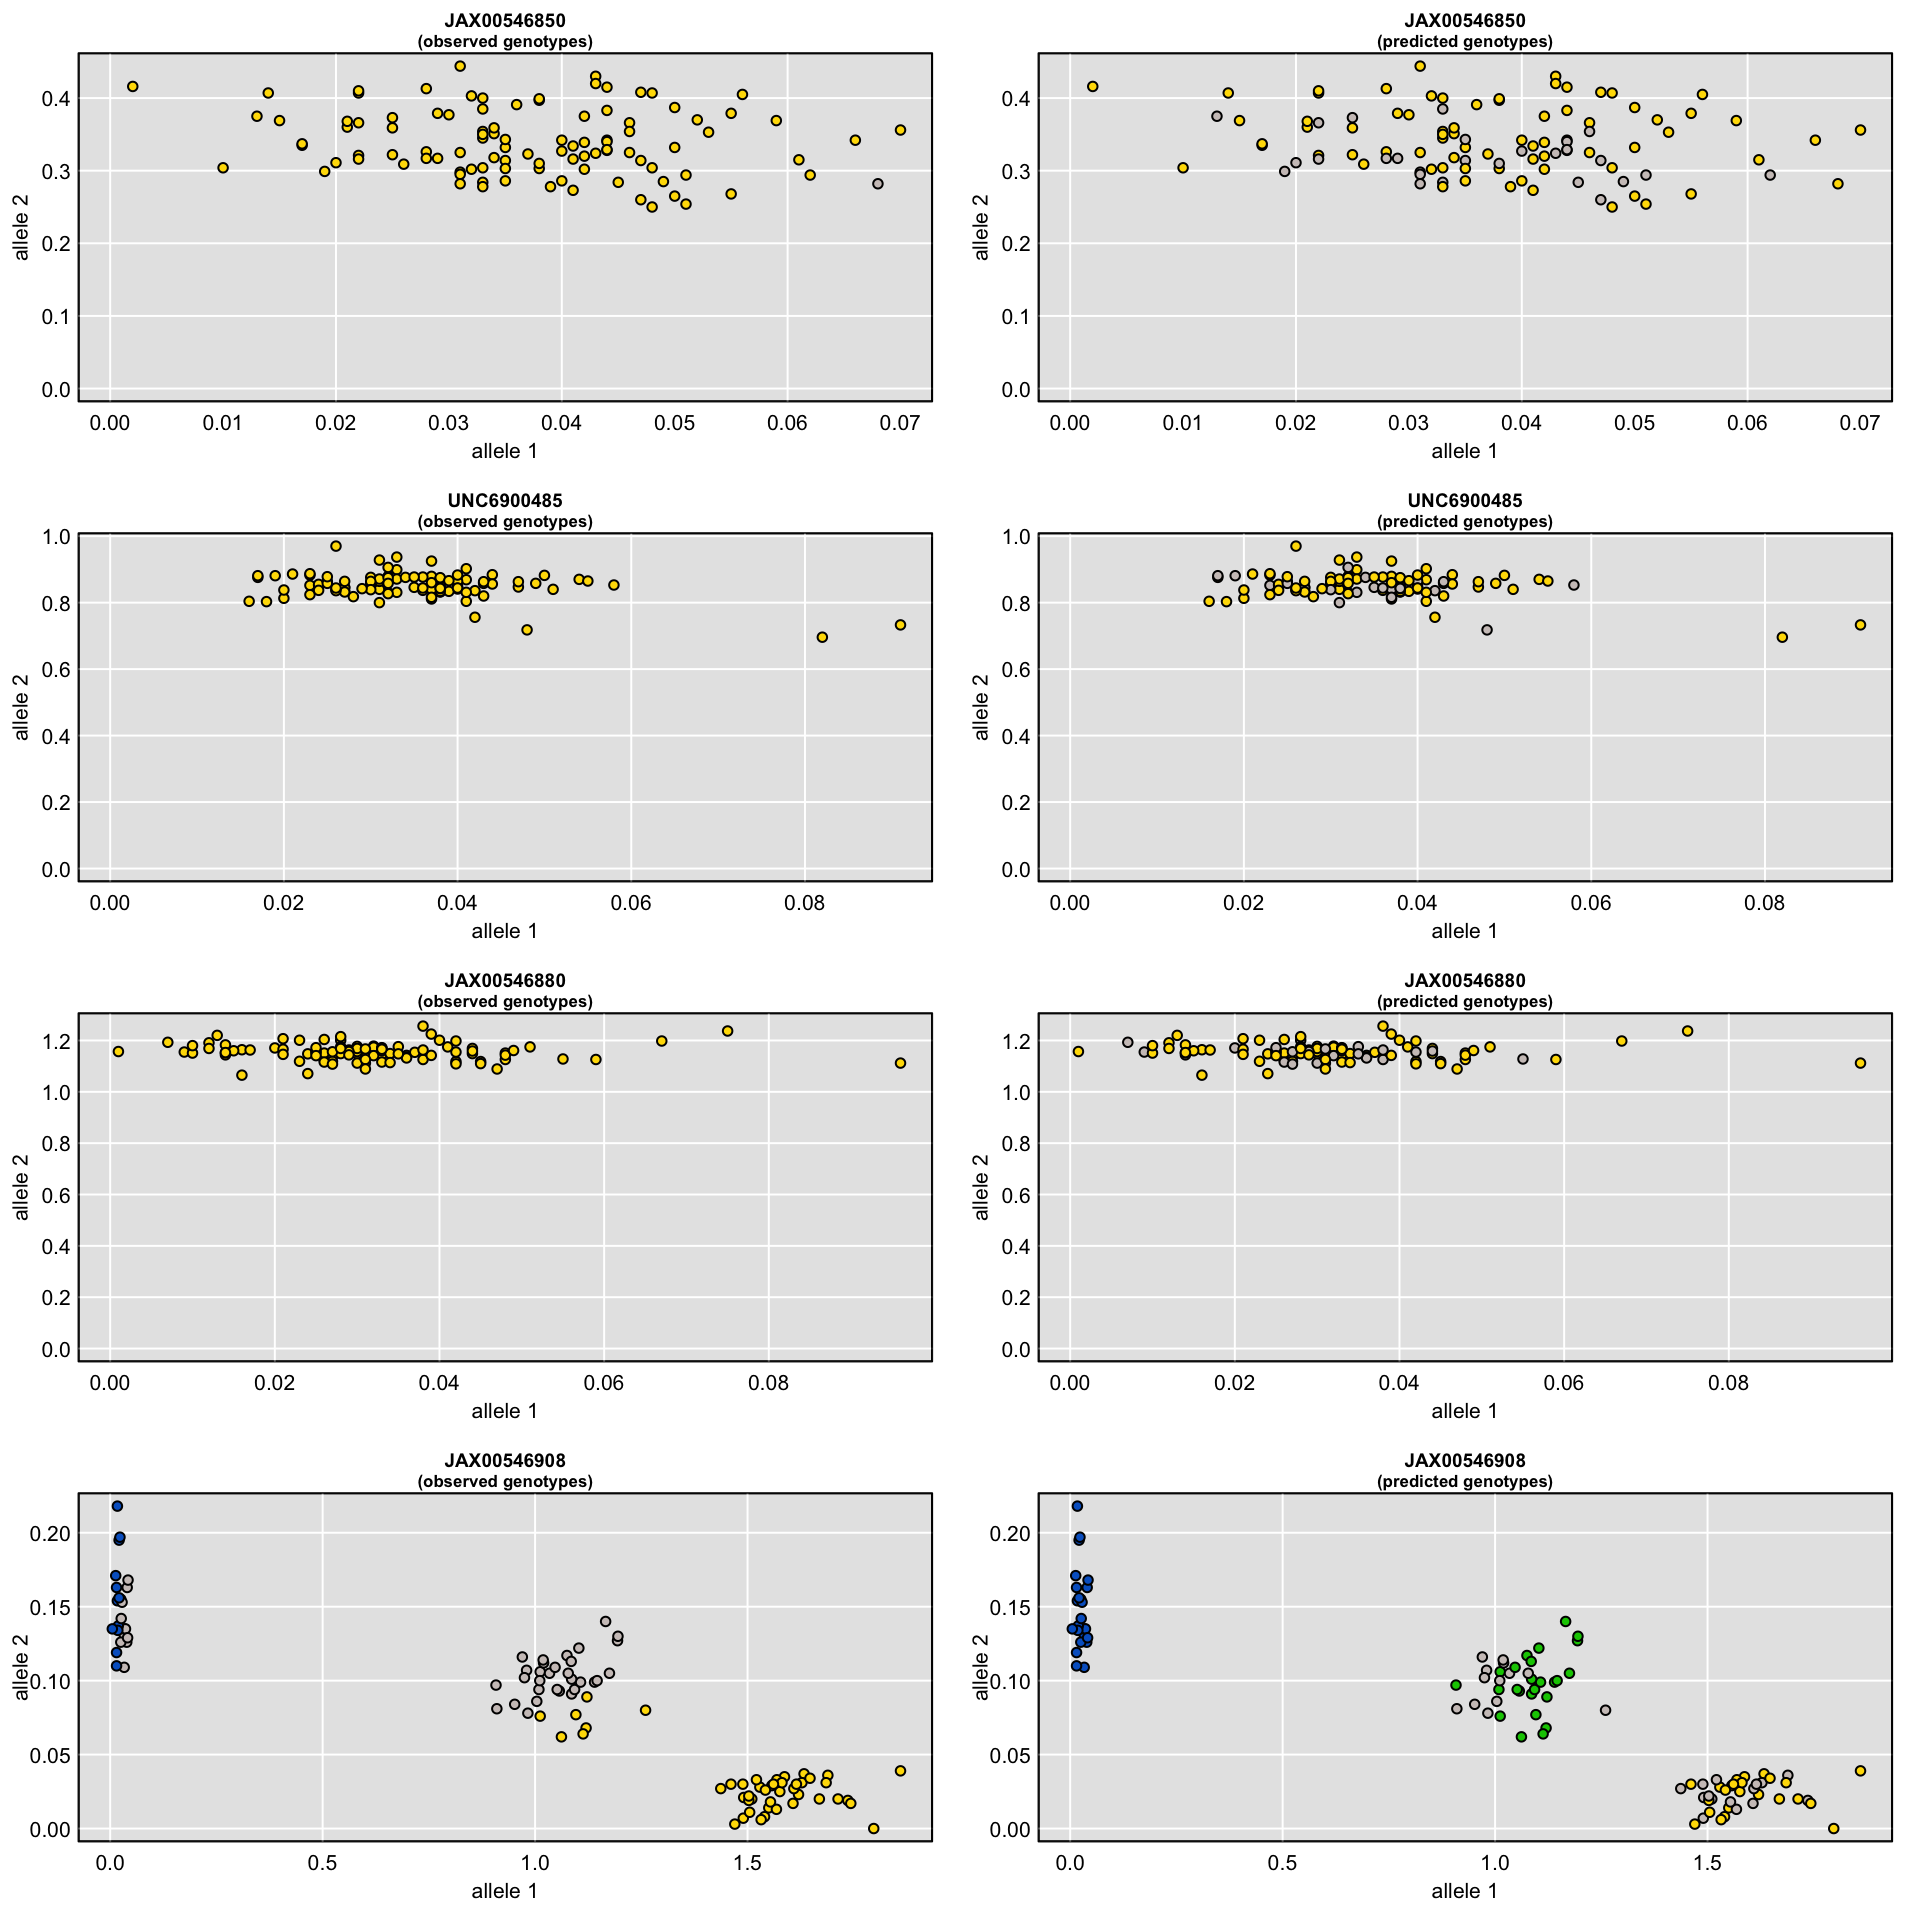 JAX00546850
(observed genotypes)
allele 2
0.4
0.3
0.2
0.1
0.0
0.00 0.01 0.02 0.03 0.04 0.05 0.06 0.07
allele 1
JAX00546850
(predicted genotypes)
allele 2
0.4
0.3
0.2
0.1
0.0
0.00 0.01 0.02 0.03 0.04 0.05 0.06 0.07
allele 1
UNC6900485
(observed genotypes)
allele 2
1.0
0.8
0.6
0.4
0.2
0.0
0.00 0.02 0.04 0.06 0.08
allele 1
UNC6900485
(predicted genotypes)
allele 2
1.0
0.8
0.6
0.4
0.2
0.0
0.00 0.02 0.04 0.06 0.08
allele 1
JAX00546880
(observed genotypes)
allele 2
1.2
1.0
0.8
0.6
0.4
0.2
0.0
0.00 0.02 0.04 0.06 0.08
allele 1
JAX00546880
(predicted genotypes)
allele 2
1.2
1.0
0.8
0.6
0.4
0.2
0.0
0.00 0.02 0.04 0.06 0.08
allele 1
JAX00546908
(observed genotypes)
allele 2
0.20
0.15
0.10
0.05
0.00
0.0 0.5 1.0 1.5
allele 1
JAX00546908
(predicted genotypes)
allele 2
0.20
0.15
0.10
0.05
0.00
0.0 0.5 1.0 1.5
allele 1